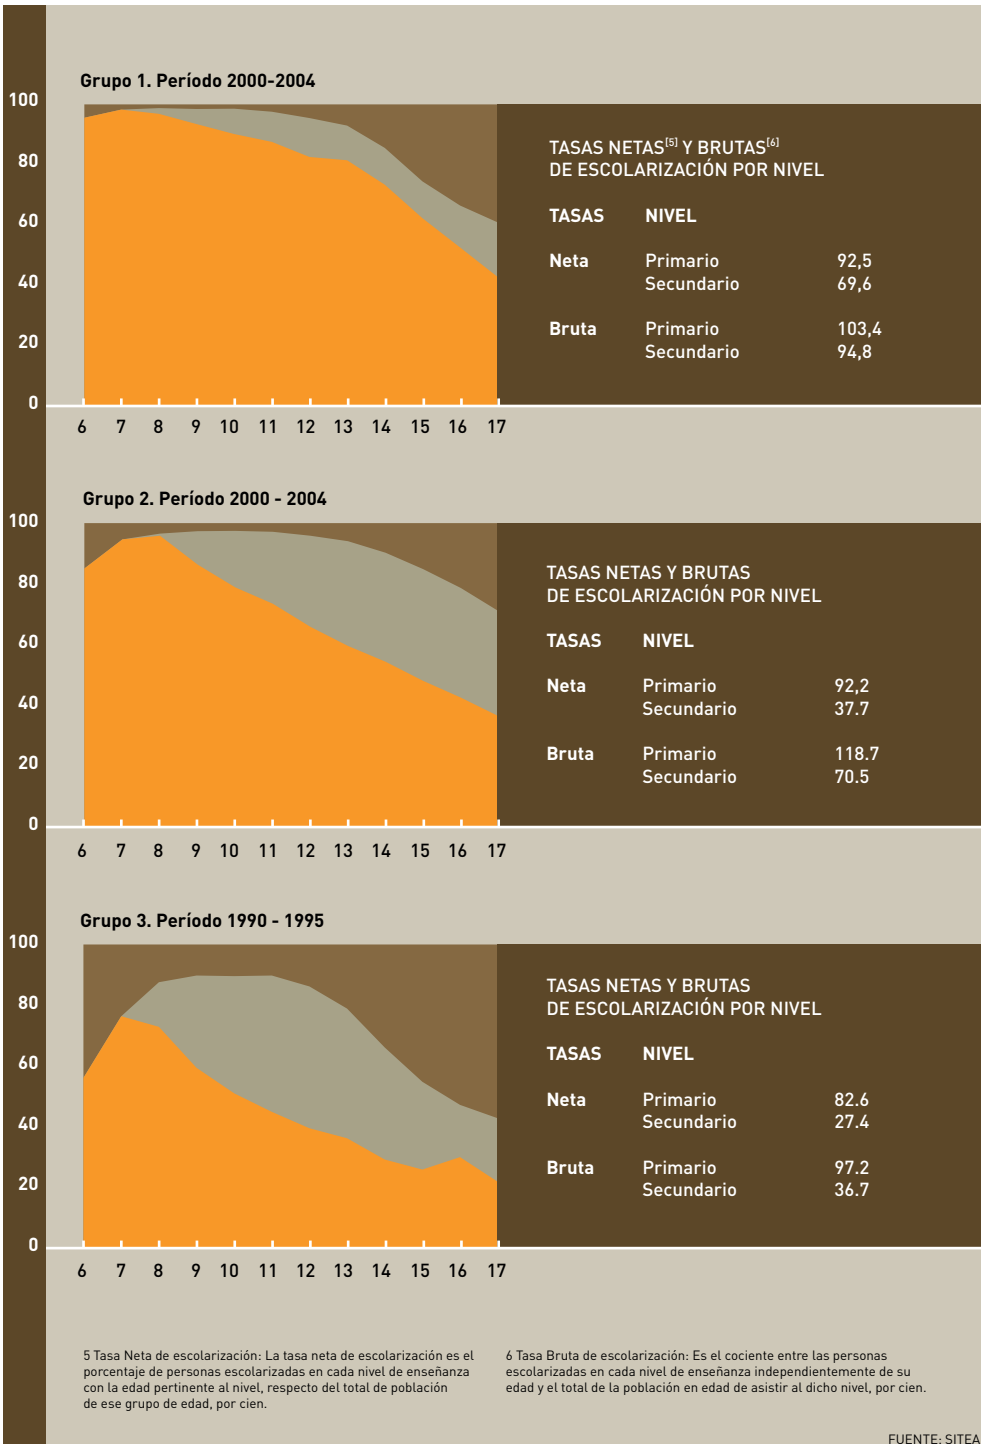 Grupo 1. Período 2000-2004
100
80
60
40
20
0
6 7 8 9 10 11 12 13 14 15 16 17
TASAS NETAS[5] Y BRUTAS[6]
DE ESCOLARIZACIÓN POR NIVEL
TASAS NIVEL
Neta Primario 92,5
Secundario 69,6
Bruta Primario 103,4
Secundario 94,8
Grupo 2. Período 2000 - 2004
100
80
60
40
20
0
6 7 8 9 10 11 12 13 14 15 16 17
TASAS NETAS Y BRUTAS
DE ESCOLARIZACIÓN POR NIVEL
TASAS NIVEL
Neta Primario 92,2
Secundario 37.7
Bruta Primario 118.7
Secundario 70.5
Grupo 3. Período 1990 - 1995
100
80
60
40
20
0
6 7 8 9 10 11 12 13 14 15 16 17
TASAS NETAS Y BRUTAS
DE ESCOLARIZACIÓN POR NIVEL
TASAS NIVEL
Neta Primario 82.6
Secundario 27.4
Bruta Primario 97.2
Secundario 36.7
5 Tasa Neta de escolarización: La tasa neta de escolarización es el
porcentaje de personas escolarizadas en cada nivel de enseñanza
con la edad pertinente al nivel, respecto del total de población
de ese grupo de edad, por cien.
6 Tasa Bruta de escolarización: Es el cociente entre las personas
escolarizadas en cada nivel de enseñanza independientemente de su
edad y el total de la población en edad de asistir al dicho nivel, por cien.
FUENTE: SITEA